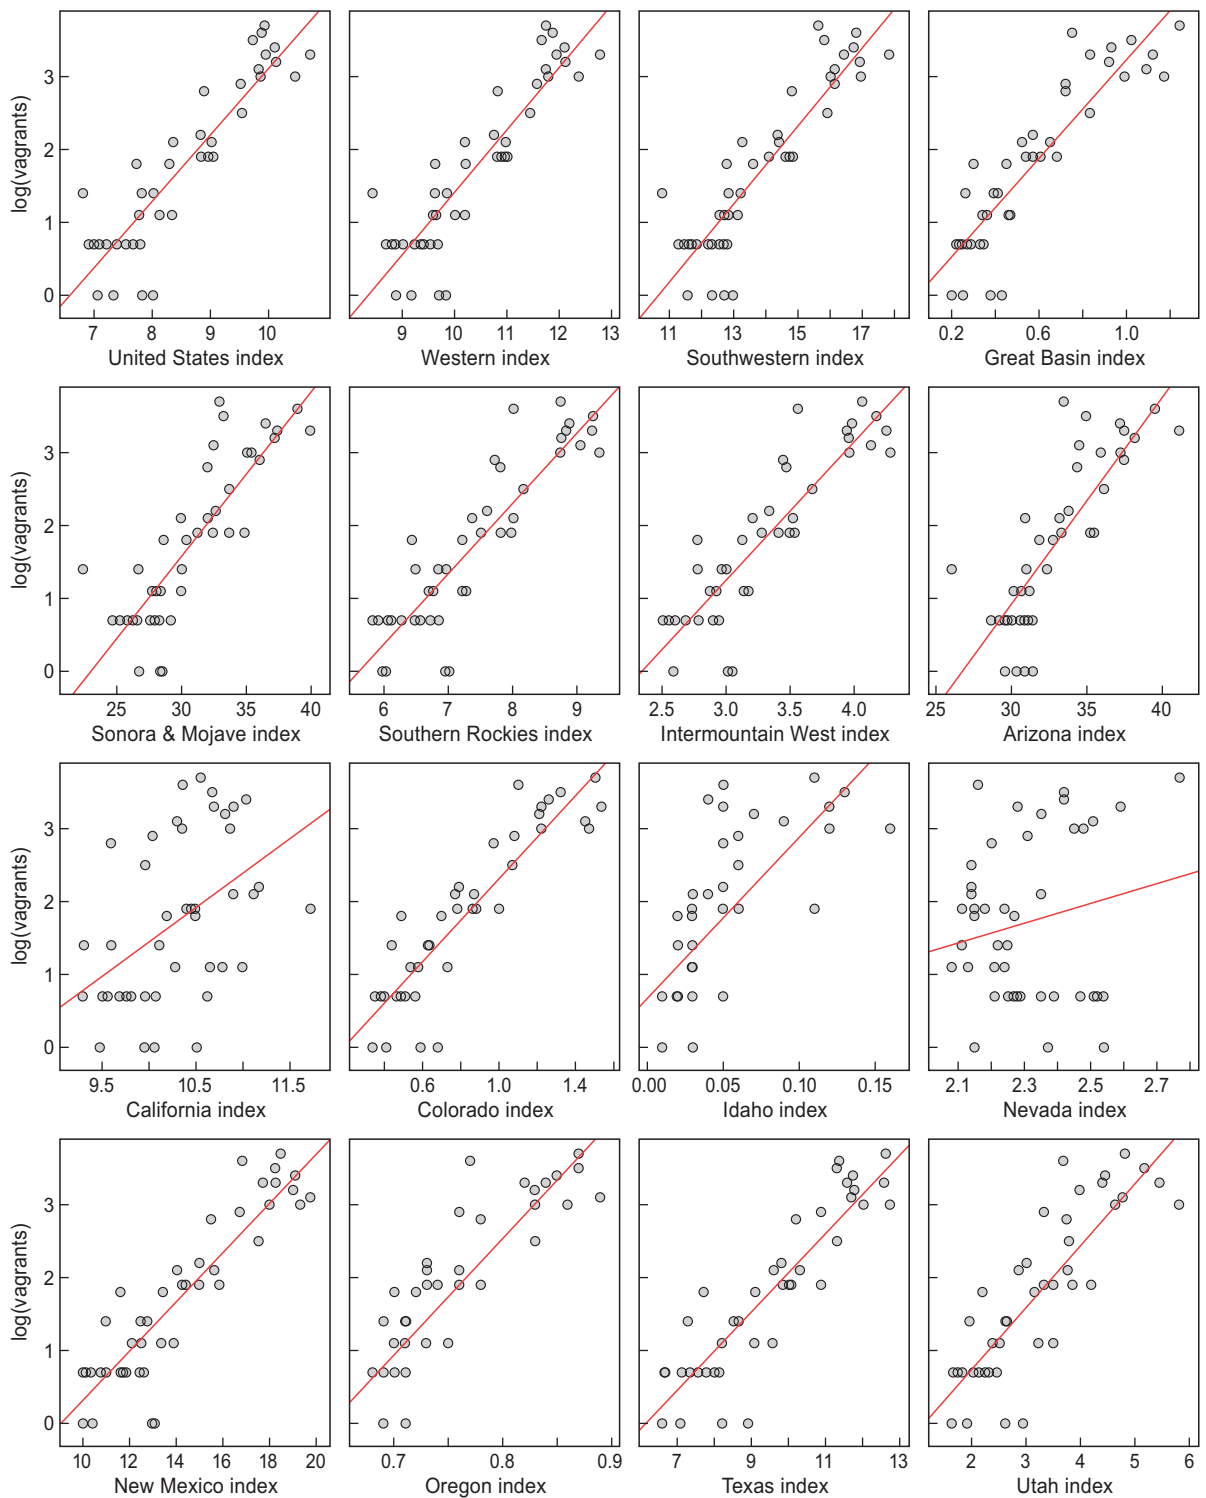 log(vagrants)
3
2
1
0
7 8 9 10
United States index
9 10 11 12 13
Western index
11 13 15 17
Southwestern index
0.2 0.6 1.0
Great Basin index
log(vagrants)
3
2
1
0
25 30 35 40
Sonora & Mojave index
6 7 8 9
Southern Rockies index
2.5 3.0 3.5 4.0
Intermountain West index
25 30 35 40
Arizona index
log(vagrants)
3
2
1
0
9.5 10.5 11.5
California index
0.6 1.0 1.4
Colorado index
0.00 0.05 0.10 0.15
Idaho index
2.1 2.3 2.5 2.7
Nevada index
log(vagrants)
3
2
1
0
10 12 14 16 18 20
New Mexico index
0.7 0.8 0.9
Oregon index
7 9 11 13
Texas index
2 3 4 5 6
Utah index